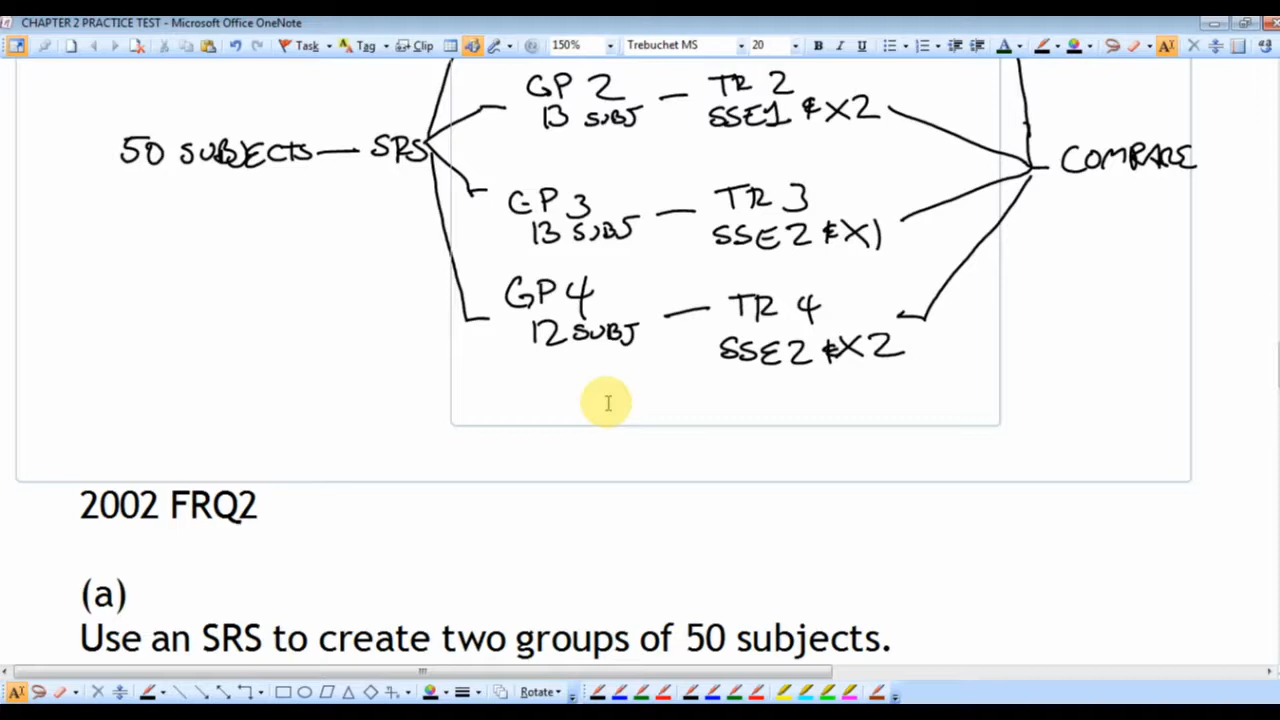 CHAPTER 2 PRACTICE TEST - Microsoft Office OneNote
Task Tag Clip 150% Trebuchet MS 20 B I U A
GP 2 — TR 2
13 SUBJ SSE1 & X2
50 SUBJECTS — SRS COMPARE
GP 3 — TR 3
13 SUBJ SSE2 & X1
GP 4 — TR 4
12 SUBJ SSE2 & X2
2002 FRQ2
(a)
Use an SRS to create two groups of 50 subjects.
Rotate